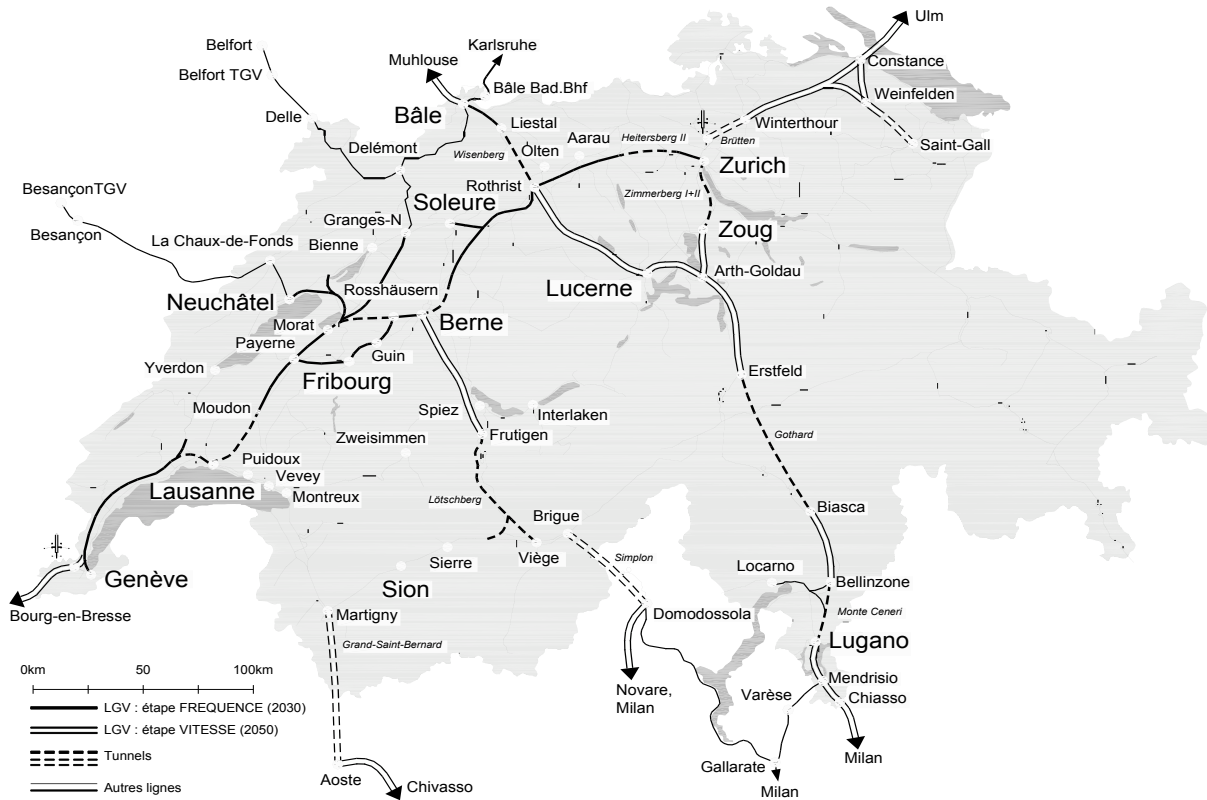 Ulm
Belfort
Karlsruhe
Muhlouse
Constance
Belfort TGV
Bâle Bad.Bhf
Weinfelden
Bâle
Delle
Liestal
Winterthour
Aarau
Heitersberg II
Brütten
Saint-Gall
Delémont
Wisenberg
Olten
Zurich
BesançonTGV
Rothrist
Zimmerberg I+II
Soleure
Granges-N
Zoug
Besançon
La Chaux-de-Fonds
Bienne
Arth-Goldau
Lucerne
Rosshäusern
Neuchâtel
Morat
Berne
Payerne
Guin
Yverdon
Fribourg
Erstfeld
Moudon
Spiez
Interlaken
Zweisimmen
Frutigen
Gothard
Puidoux
Vevey
Lausanne
Montreux
Lötschberg
Biasca
Brigue
Sierre
Viège
Simplon
Genève
Locarno
Bellinzone
Sion
Bourg-en-Bresse
Martigny
Domodossola
Monte Ceneri
Grand-Saint-Bernard
Lugano
0km 50 100km
Mendrisio
Novare,
Milan
Varèse
Chiasso
LGV : étape FREQUENCE (2030)
LGV : étape VITESSE (2050)
Tunnels
Milan
Gallarate
Aoste
Chivasso
Autres lignes
Milan